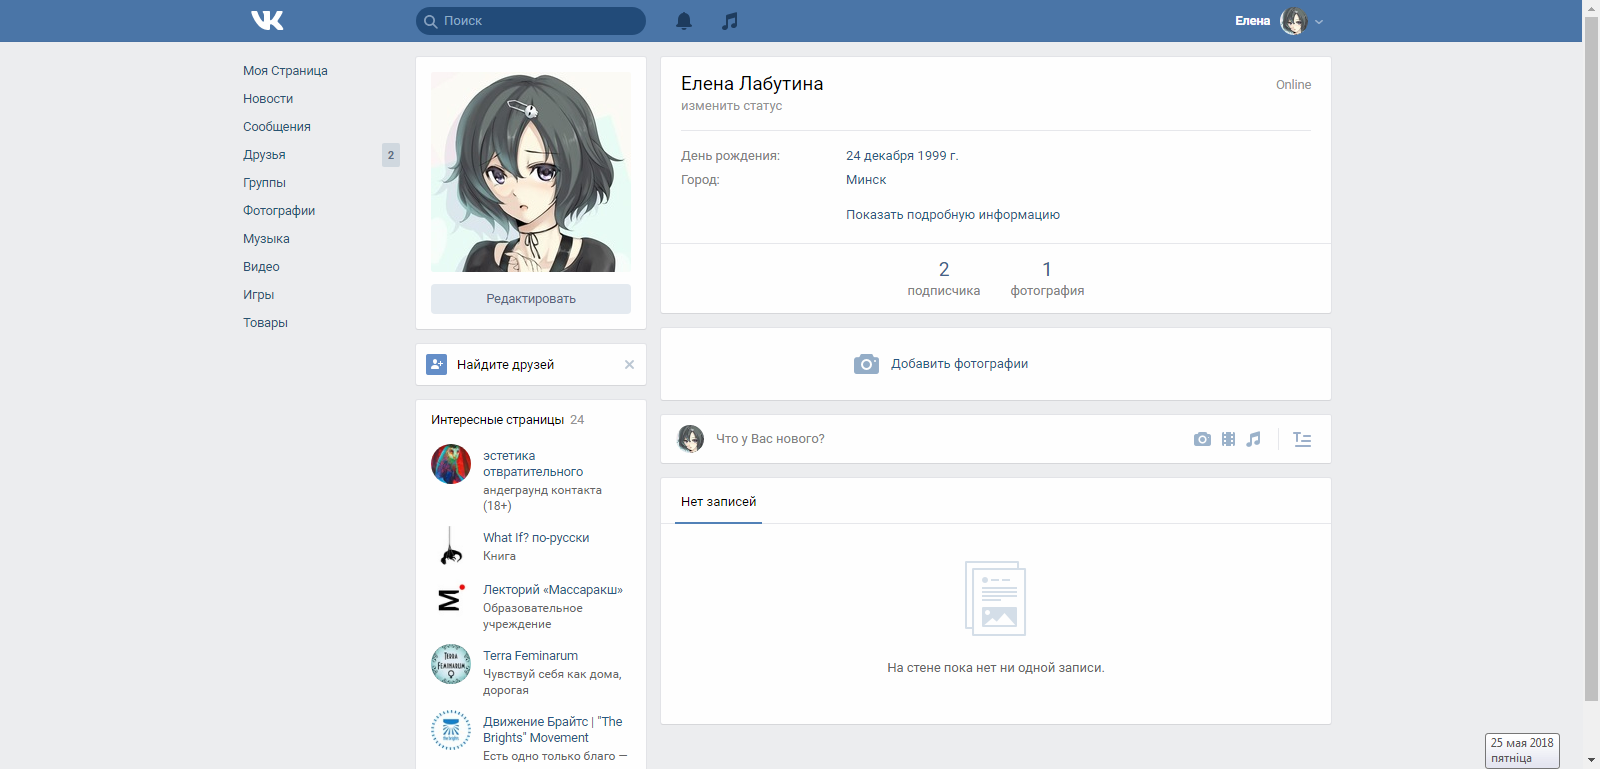 Поиск
Елена
Моя Страница
Новости
Сообщения
Друзья
2
Группы
Фотографии
Музыка
Видео
Игры
Товары
Редактировать
Найдите друзей
Интересные страницы 24
эстетика
отвратительного
андеграунд контакта
(18+)
What If? по-русски
Книга
М
Лекторий «Массаракш»
Образовательное
учреждение
TERRA
FEMINARUM
Terra Feminarum
Чувствуй себя как дома,
дорогая
Движение Брайтс | "The
Brights" Movement
Есть одно только благо —
Елена Лабутина
Online
изменить статус
День рождения: 24 декабря 1999 г.
Город: Минск
Показать подробную информацию
2 1
подписчика фотография
Добавить фотографии
Что у Вас нового?
Нет записей
На стене пока нет ни одной записи.
25 мая 2018
пятніца